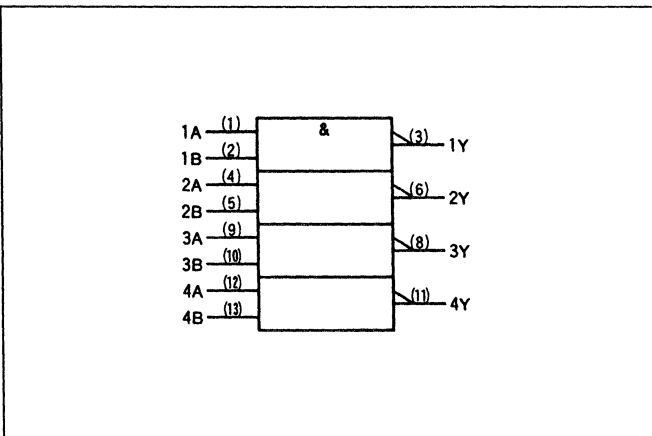 1A (1) & (3) 1Y
1B (2)
2A (4) (6) 2Y
2B (5)
3A (9) (8) 3Y
3B (10)
4A (12) (11) 4Y
4B (13)